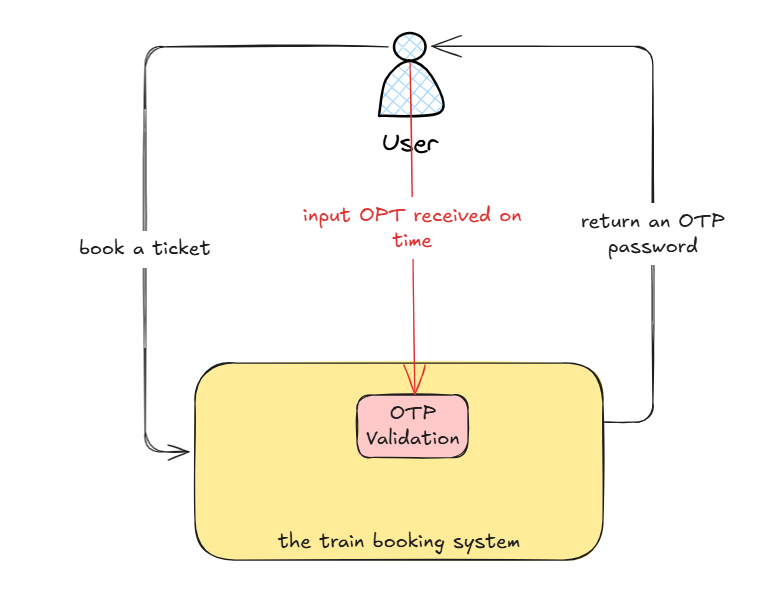 User
input OPT received on
time
return an OTP
password
book a ticket
OTP
Validation
the train booking system